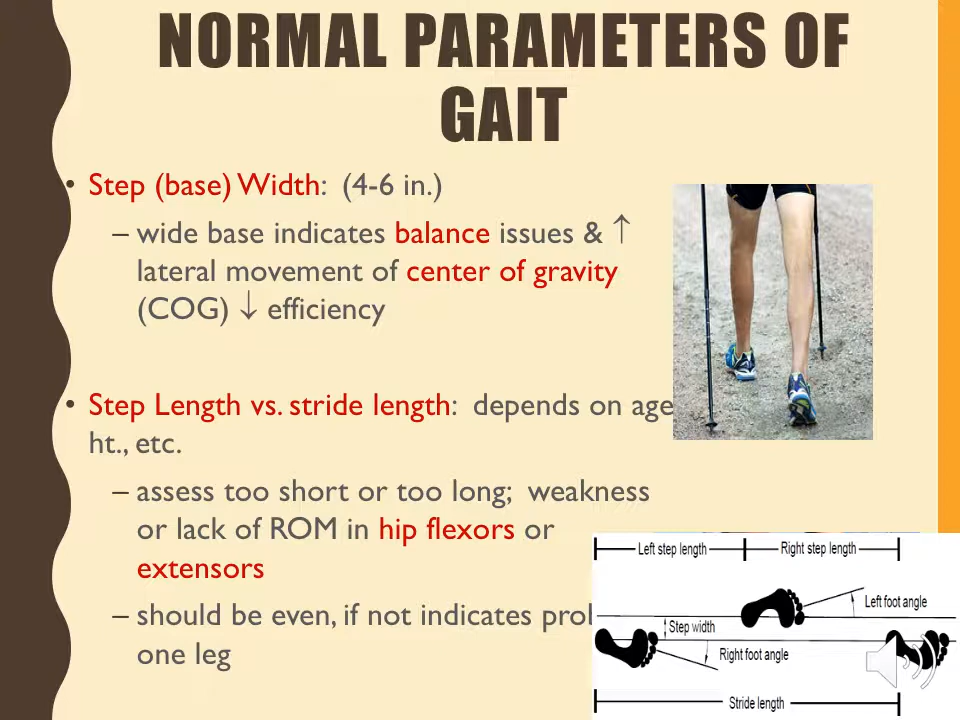 NORMAL PARAMETERS OF
GAIT
• Step (base) Width: (4-6 in.)
– wide base indicates balance issues & ↑
lateral movement of center of gravity
(COG) ↓ efficiency
• Step Length vs. stride length: depends on age
ht., etc.
– assess too short or too long; weakness
or lack of ROM in hip flexors or
extensors
– should be even, if not indicates
one leg
Left step length
Right step length
Left foot angle
Step width
Right foot angle
Stride length